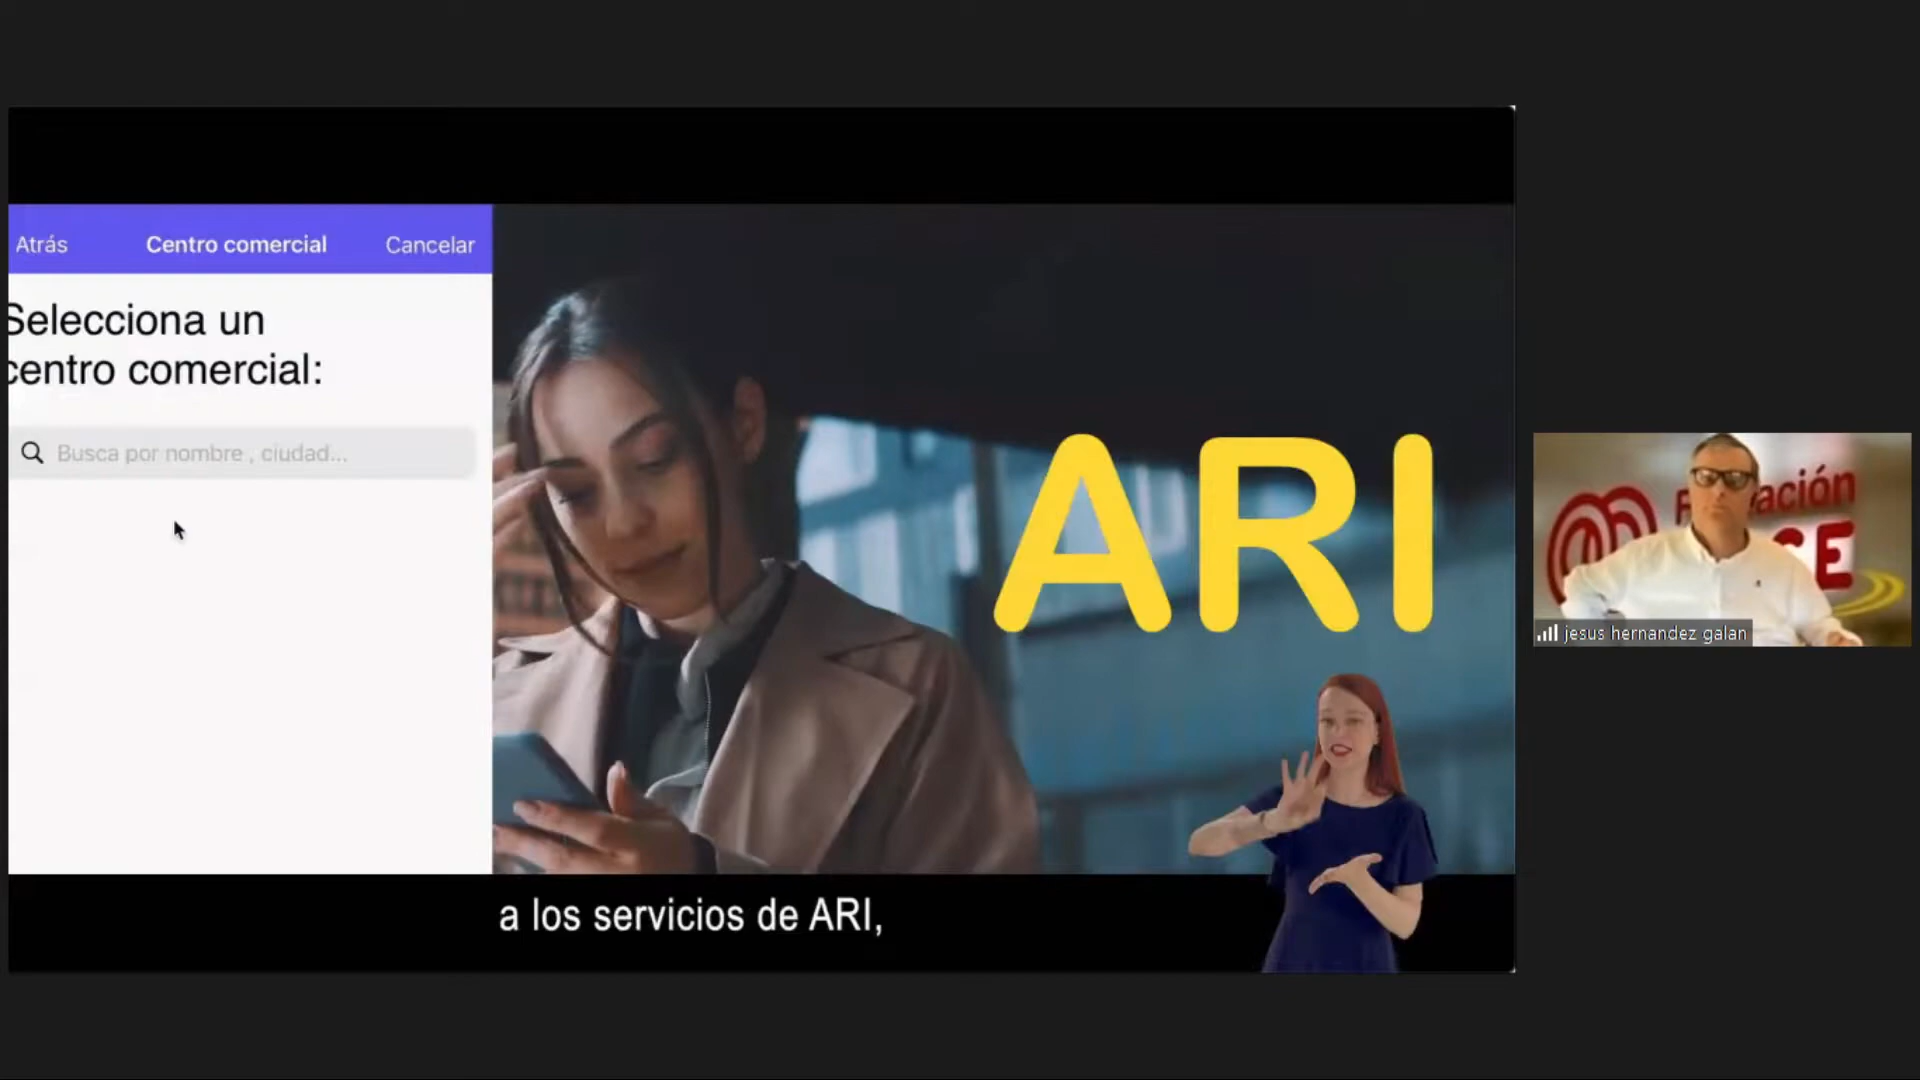 Atrás Centro comercial Cancelar
Selecciona un
centro comercial:
Busca por nombre , ciudad...
ARI
a los servicios de ARI,
jesus hernandez galan